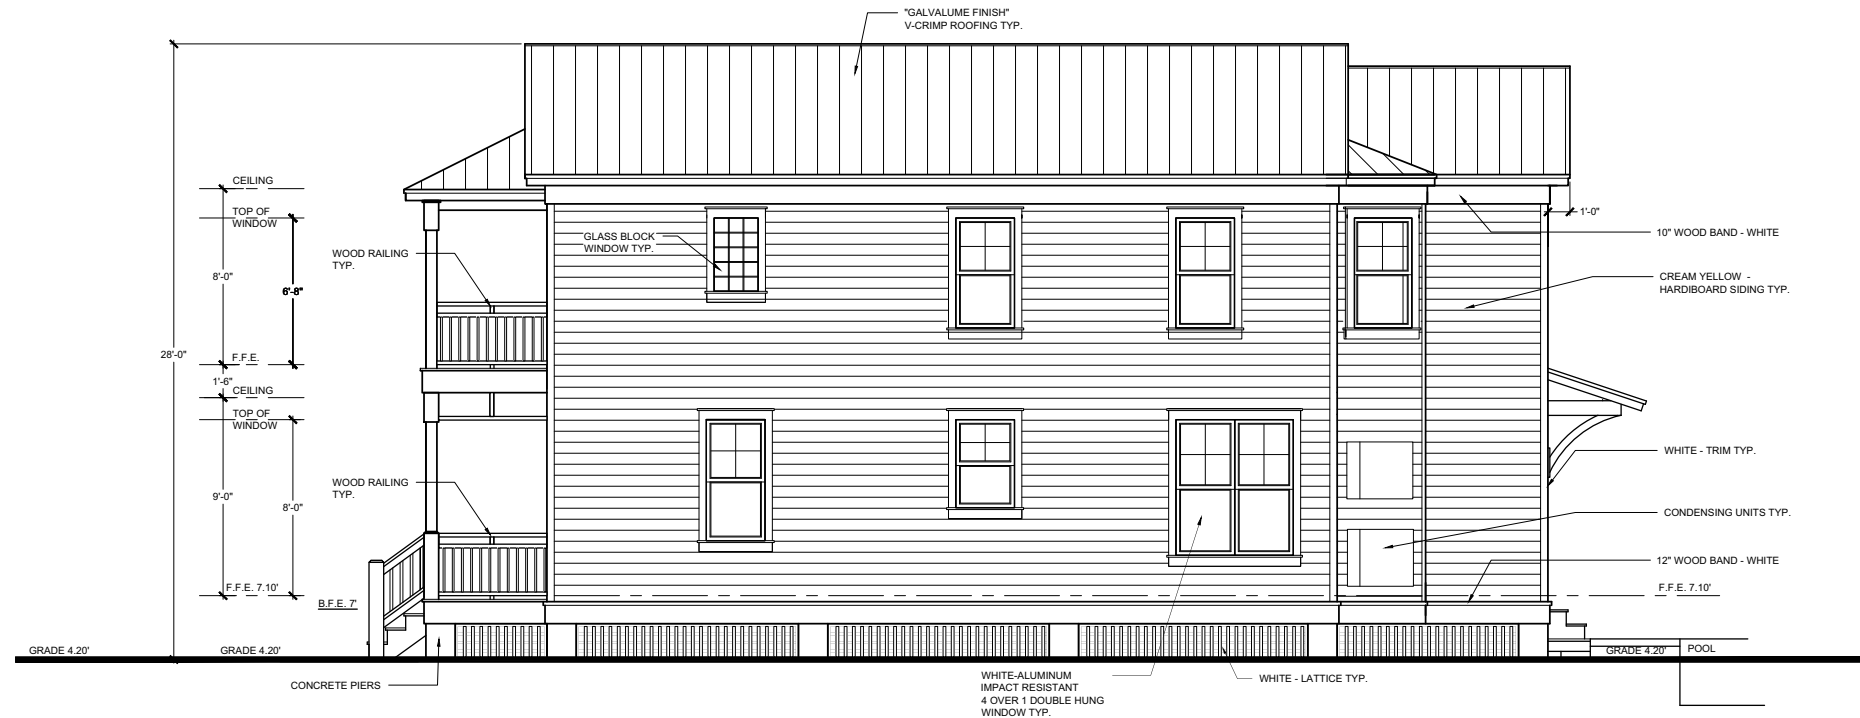 "GALVALUME FINISH"
V-CRIMP ROOFING TYP.
CEILING
TOP OF
WINDOW
1'-0"
10" WOOD BAND - WHITE
GLASS BLOCK
WINDOW TYP.
WOOD RAILING
TYP.
8'-0"
6'-8"
CREAM YELLOW -
HARDIBOARD SIDING TYP.
28'-0"
F.F.E.
1'-6"
CEILING
TOP OF
WINDOW
WHITE - TRIM TYP.
WOOD RAILING
TYP.
9'-0"
8'-0"
CONDENSING UNITS TYP.
12" WOOD BAND - WHITE
F.F.E. 7.10'
F.F.E. 7.10'
B.F.E. 7'
GRADE 4.20'
GRADE 4.20'
GRADE 4.20'
POOL
CONCRETE PIERS
WHITE-ALUMINUM
IMPACT RESISTANT
4 OVER 1 DOUBLE HUNG
WINDOW TYP.
WHITE - LATTICE TYP.